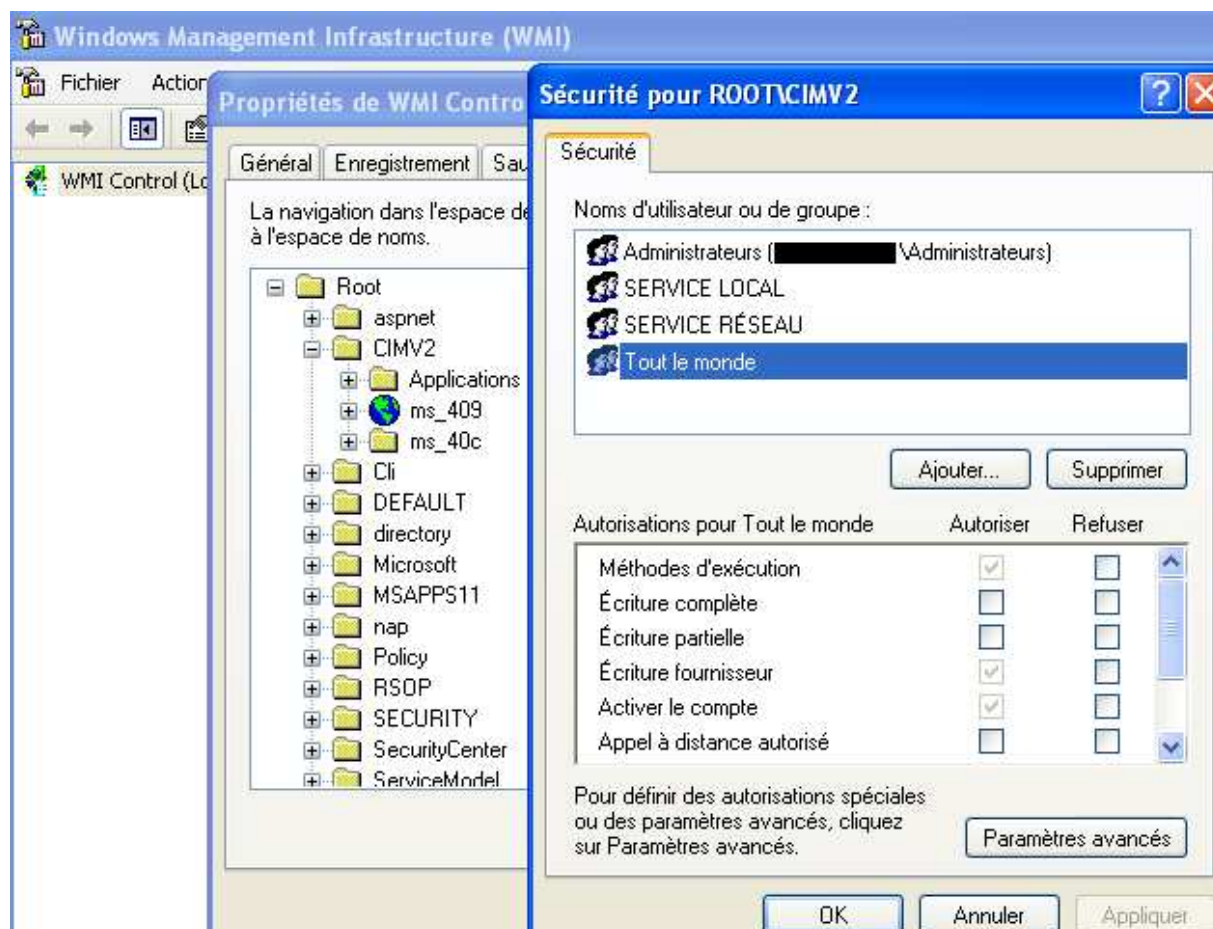 Windows Management Infrastructure (WMI)
Fichier Action
WMI Control (Lo
Propriétés de WMI Contro
Général Enregistrement Sau
La navigation dans l'espace de
à l'espace de noms.
Root
aspnet
CIMV2
Applications
ms_409
ms_40c
Cli
DEFAULT
directory
Microsoft
MSAPPS11
nap
Policy
RSOP
SECURITY
SecurityCenter
ServiceModel
Sécurité pour ROOT\CIMV2
Sécurité
Noms d'utilisateur ou de groupe :
Administrateurs ( \Administrateurs)
SERVICE LOCAL
SERVICE RÉSEAU
Tout le monde
Ajouter... Supprimer
Autorisations pour Tout le monde Autoriser Refuser
Méthodes d'exécution
Écriture complète
Écriture partielle
Écriture fournisseur
Activer le compte
Appel à distance autorisé
Pour définir des autorisations spéciales
ou des paramètres avancés, cliquez
sur Paramètres avancés.
Paramètres avancés
OK Annuler Appliquer